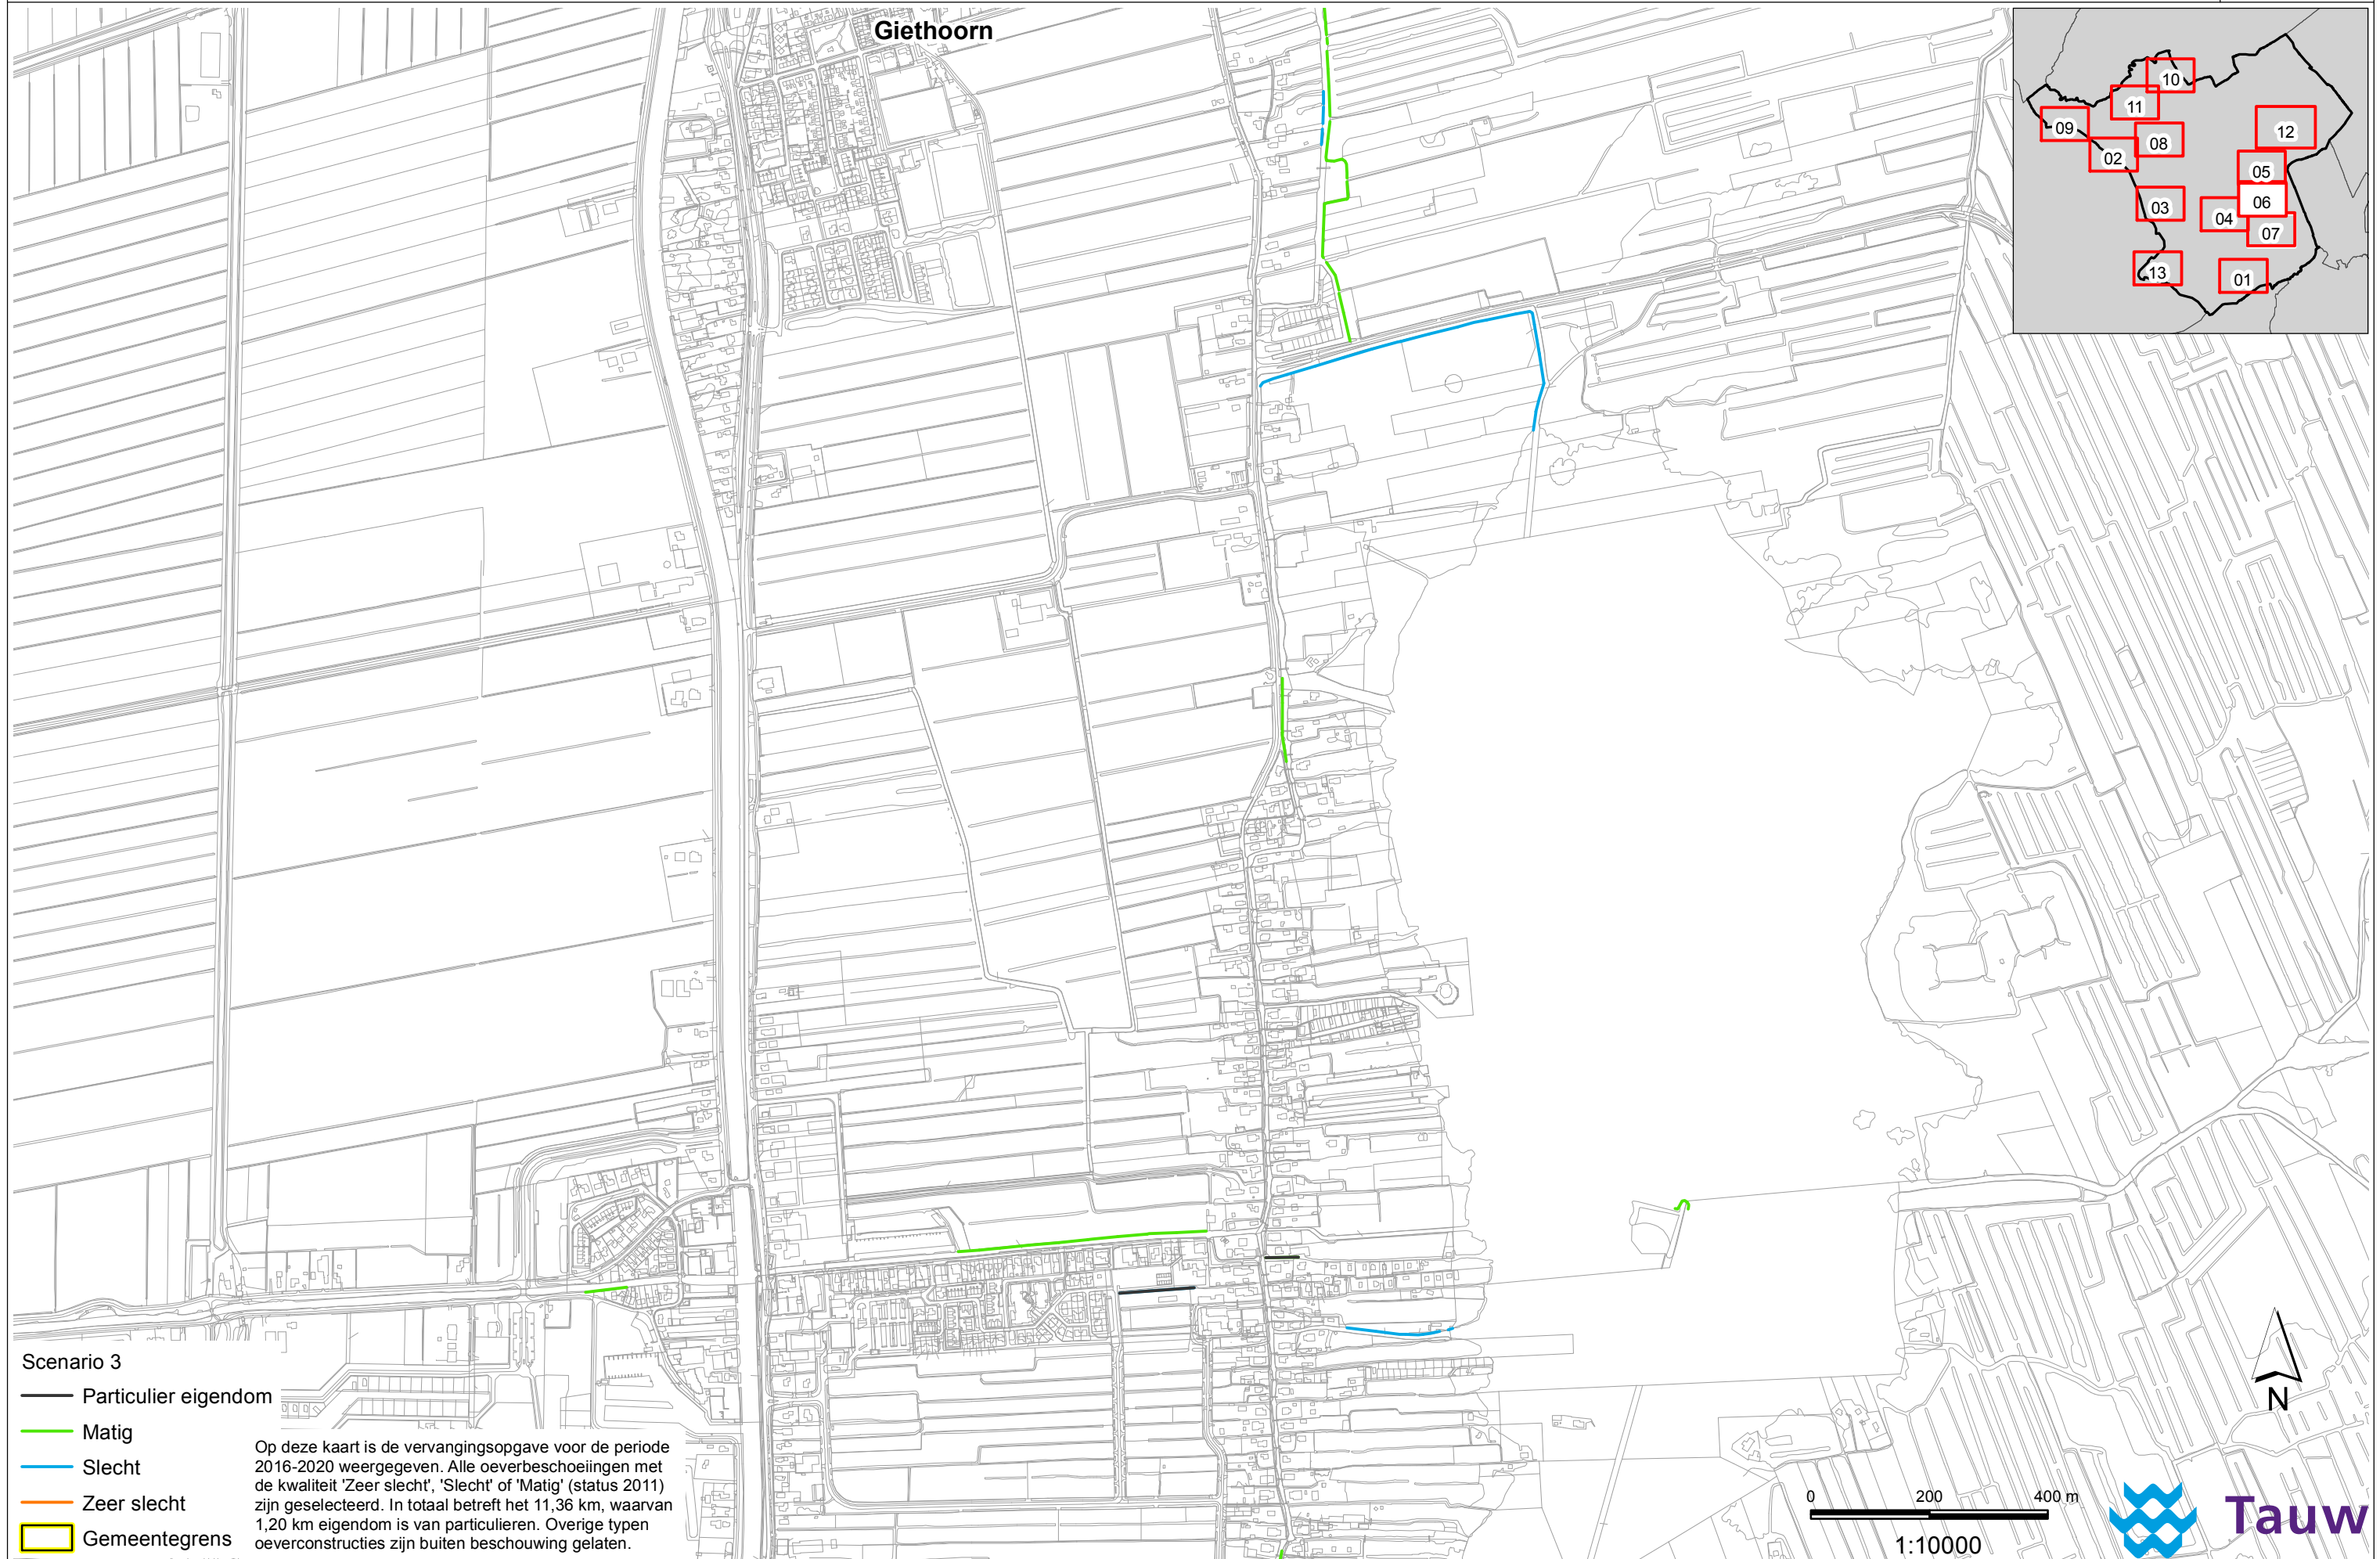 Giethoorn
10
11
09
12
08
02
05
06
03
04
07
13
01
Scenario 3
Particulier eigendom
Matig
Slecht
Zeer slecht
Gemeentegrens
Op deze kaart is de vervangingsopgave voor de periode
2016-2020 weergegeven. Alle oeverbeschoeiingen met
de kwaliteit 'Zeer slecht', 'Slecht' of 'Matig' (status 2011)
zijn geselecteerd. In totaal betreft het 11,36 km, waarvan
1,20 km eigendom is van particulieren. Overige typen
oeverconstructies zijn buiten beschouwing gelaten.
N
0 200 400 m
1:10000
Tauw